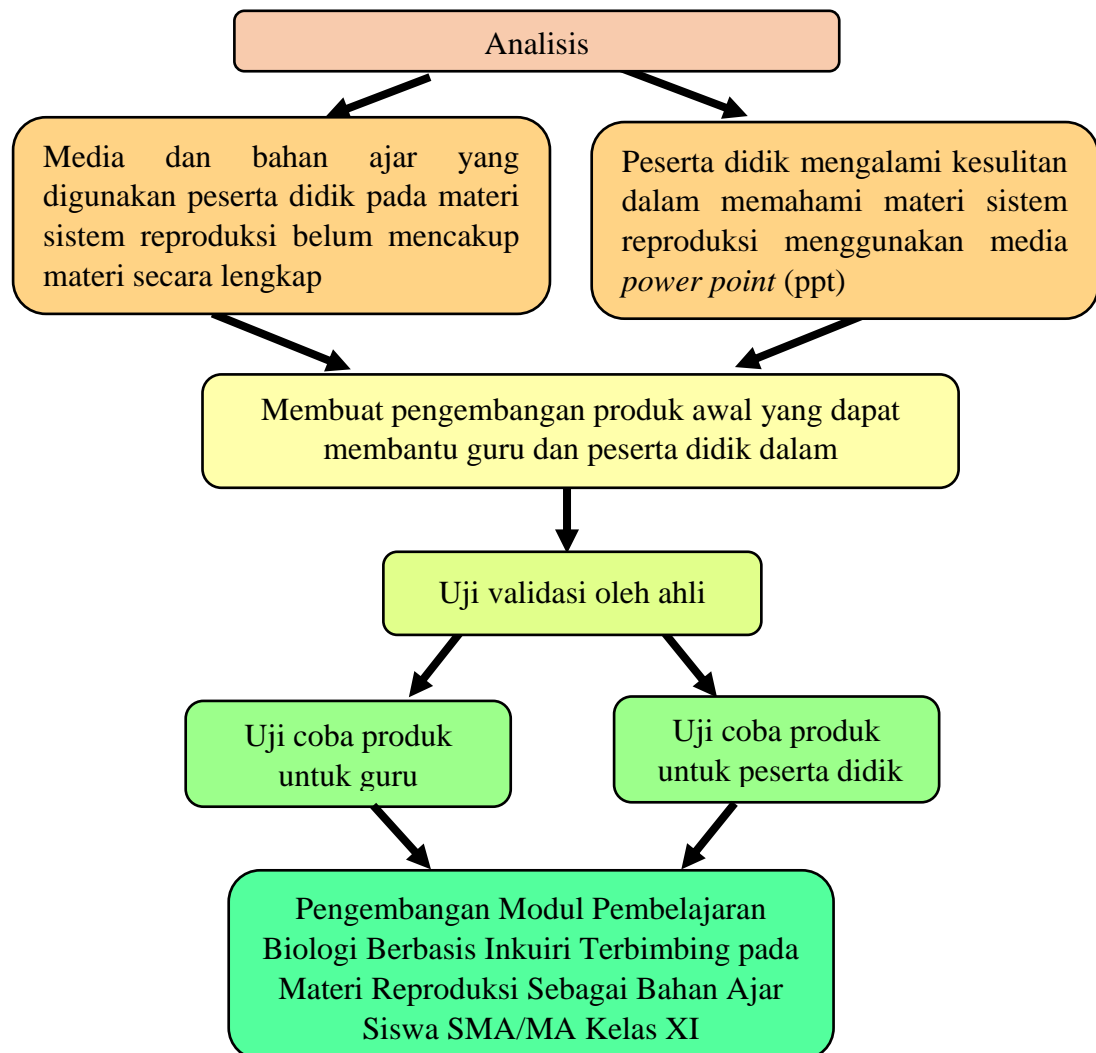 Analisis
Media dan bahan ajar yang
digunakan peserta didik pada materi
sistem reproduksi belum mencakup
materi secara lengkap
Peserta didik mengalami kesulitan
dalam memahami materi sistem
reproduksi menggunakan media
power point (ppt)
Membuat pengembangan produk awal yang dapat
membantu guru dan peserta didik dalam
Uji validasi oleh ahli
Uji coba produk
untuk guru
Uji coba produk
untuk peserta didik
Pengembangan Modul Pembelajaran
Biologi Berbasis Inkuiri Terbimbing pada
Materi Reproduksi Sebagai Bahan Ajar
Siswa SMA/MA Kelas XI